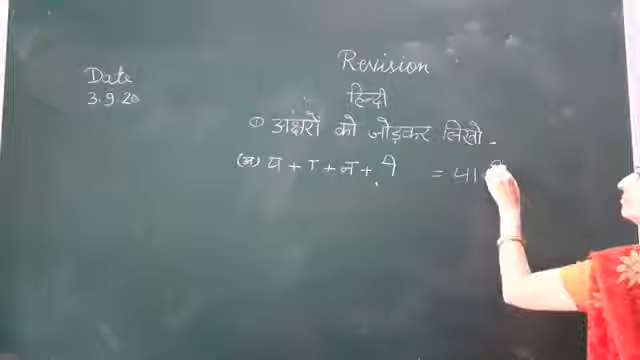 Revision
Date
3.9.20
हिन्दी
① अक्षरों को जोड़कर लिखो -
(अ) प + ा + न + ी = पा